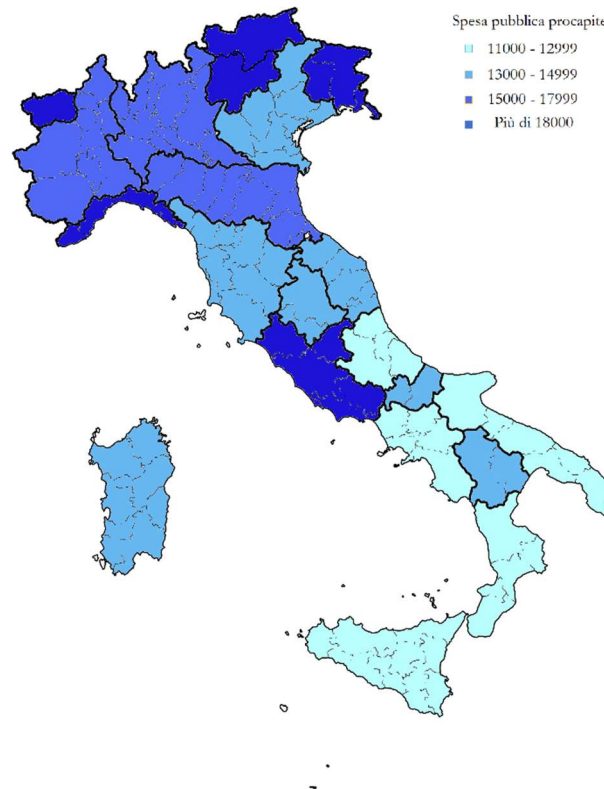 Spesa pubblica procapite
11000 - 12999
13000 - 14999
15000 - 17999
Più di 18000